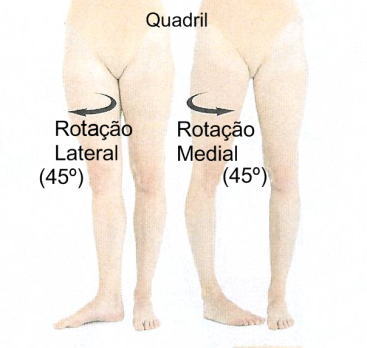 Quadril
Rotação
Lateral
(45º)
Rotação
Medial
(45º)